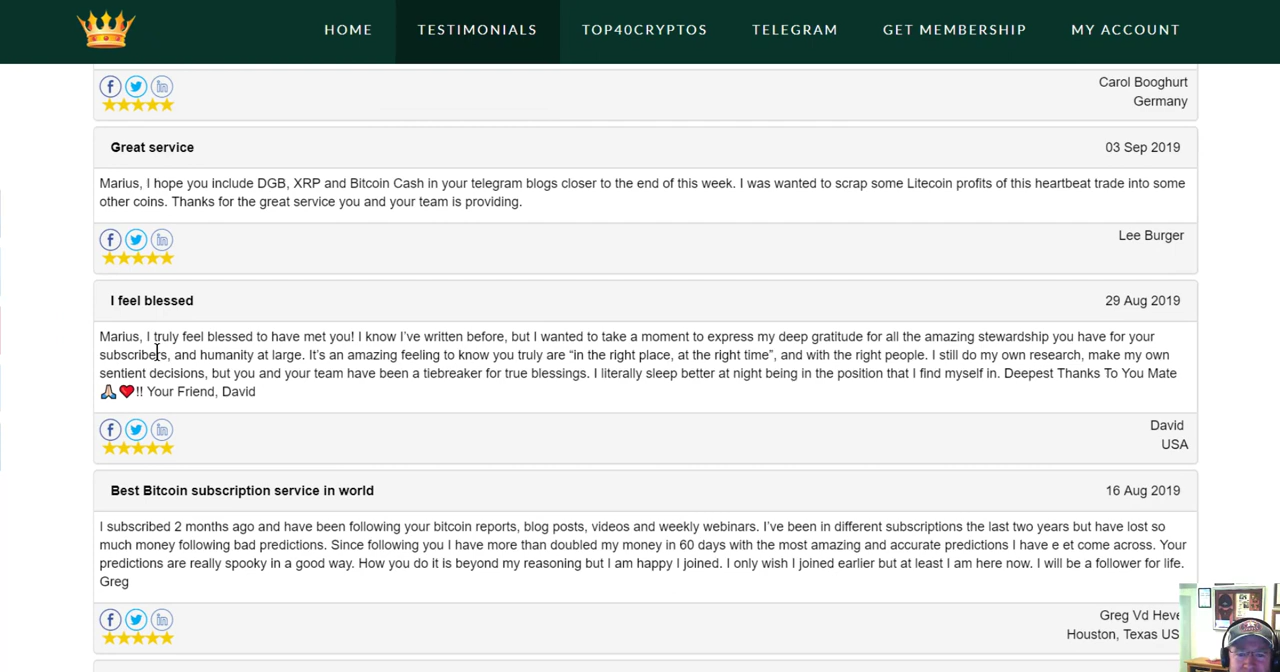 HOME TESTIMONIALS TOP40CRYPTOS TELEGRAM GET MEMBERSHIP MY ACCOUNT
Carol Booghurt
Germany
Great service 03 Sep 2019
Marius, I hope you include DGB, XRP and Bitcoin Cash in your telegram blogs closer to the end of this week. I was wanted to scrap some Litecoin profits of this heartbeat trade into some
other coins. Thanks for the great service you and your team is providing.
Lee Burger
I feel blessed 29 Aug 2019
Marius, I truly feel blessed to have met you! I know I've written before, but I wanted to take a moment to express my deep gratitude for all the amazing stewardship you have for your
subscribers, and humanity at large. It's an amazing feeling to know you truly are “in the right place, at the right time”, and with the right people. I still do my own research, make my own
sentient decisions, but you and your team have been a tiebreaker for true blessings. I literally sleep better at night being in the position that I find myself in. Deepest Thanks To You Mate
🙏🏻❤️!! Your Friend, David
David
USA
Best Bitcoin subscription service in world 16 Aug 2019
I subscribed 2 months ago and have been following your bitcoin reports, blog posts, videos and weekly webinars. I've been in different subscriptions the last two years but have lost so
much money following bad predictions. Since following you I have more than doubled my money in 60 days with the most amazing and accurate predictions I have e et come across. Your
predictions are really spooky in a good way. How you do it is beyond my reasoning but I am happy I joined. I only wish I joined earlier but at least I am here now. I will be a follower for life.
Greg
Greg Vd Heve
Houston, Texas US